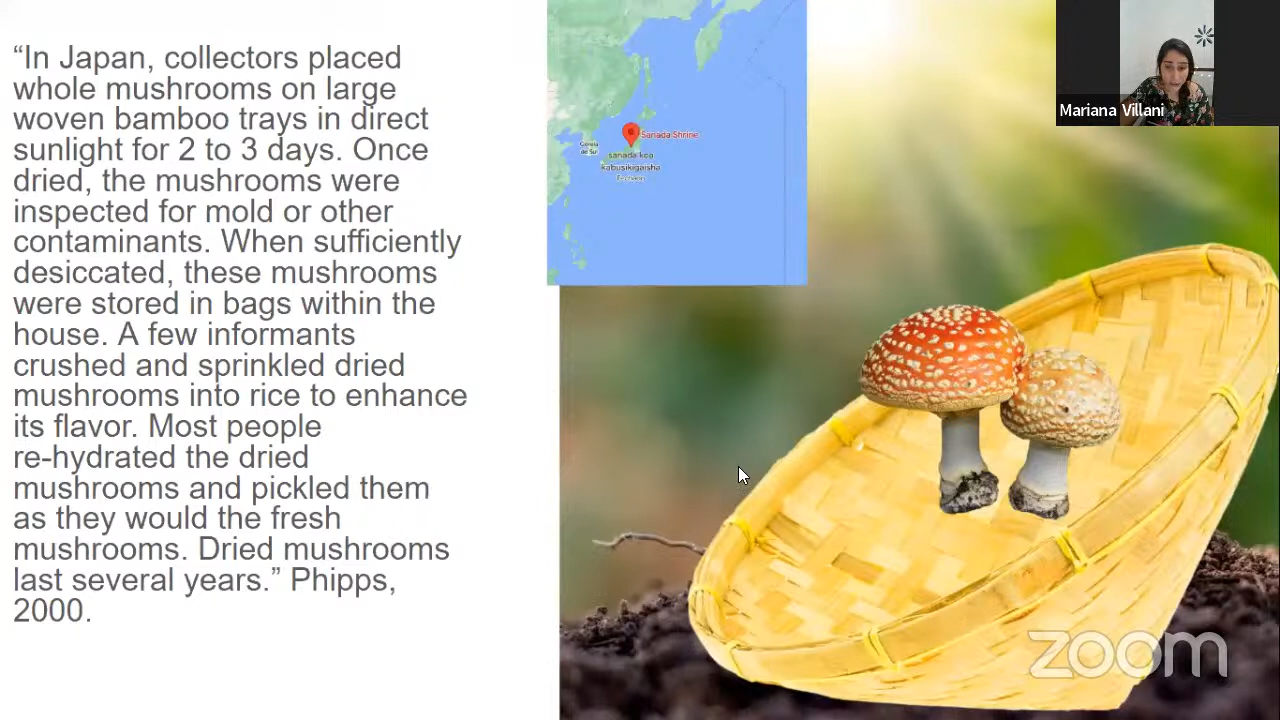 “In Japan, collectors placed
whole mushrooms on large
woven bamboo trays in direct
sunlight for 2 to 3 days. Once
dried, the mushrooms were
inspected for mold or other
contaminants. When sufficiently
desiccated, these mushrooms
were stored in bags within the
house. A few informants
crushed and sprinkled dried
mushrooms into rice to enhance
its flavor. Most people
re-hydrated the dried
mushrooms and pickled them
as they would the fresh
mushrooms. Dried mushrooms
last several years.” Phipps,
2000.
Sanada Shrine
Coreia
do Sul
kabusikigaisha
Mariana Villani
zoom